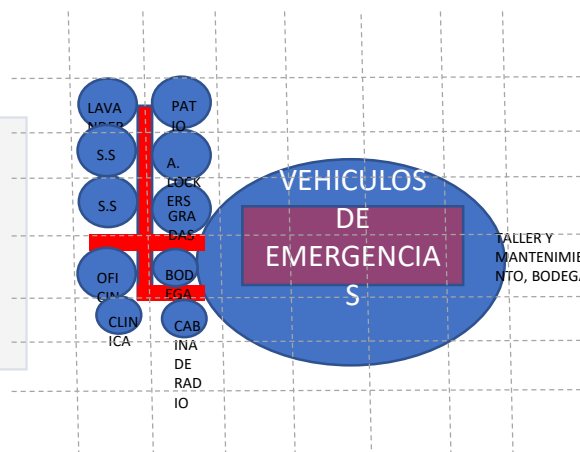 LAVA
NDER
PAT
IO
S.S
A.
LOCK
ERS
S.S
GRA
DAS
VEHICULOS
DE
EMERGENCIA
S
TALLER Y
MANTENIMIE
NTO, BODEGA
OFI
CIN
BOD
EGA
CLIN
ICA
CAB
INA
DE
RAD
IO